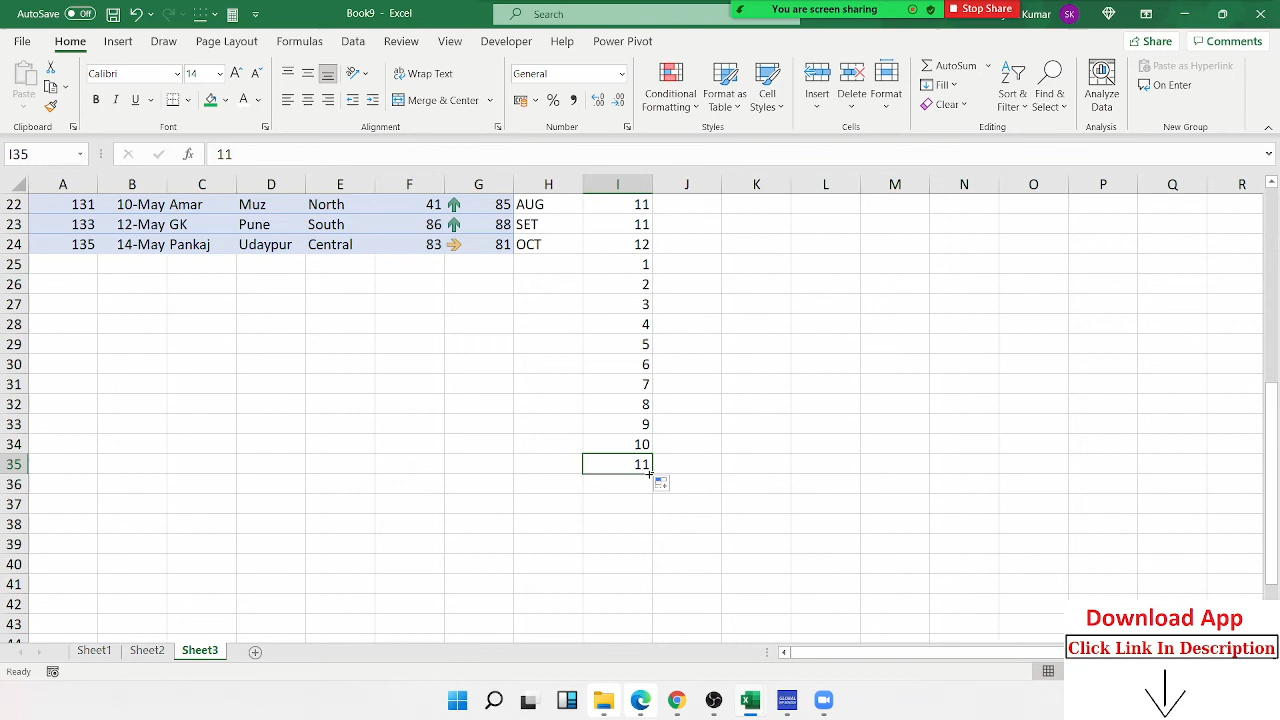 AutoSave Off Book3 - Excel Search You are screen sharing Stop Share Kumar SK
File Home Insert Draw Page Layout Formulas Data Review View Developer Help Power Pivot Share Comments
Paste Calibri 14 Wrap Text General Conditional Formatting Format as Table Cell Styles Insert Delete Format AutoSum Fill Clear Sort & Filter Find & Select Analyze Data Paste as Hyperlink On Enter
B I U A Merge & Center % 9
Clipboard Font Alignment Number Styles Cells Editing Analysis New Group
I35 fx 11
A B C D E F G H I J K L M N O P Q R
22 131 10-May Amar Muz North 41 85 AUG 11
23 133 12-May GK Pune South 86 88 SET 11
24 135 14-May Pankaj Udaypur Central 83 81 OCT 12
25 1
26 2
27 3
28 4
29 5
30 6
31 7
32 8
33 9
34 10
35 11
36
37
38
39
40
41
42
43
Sheet1 Sheet2 Sheet3
Ready
Download App
Click Link In Description